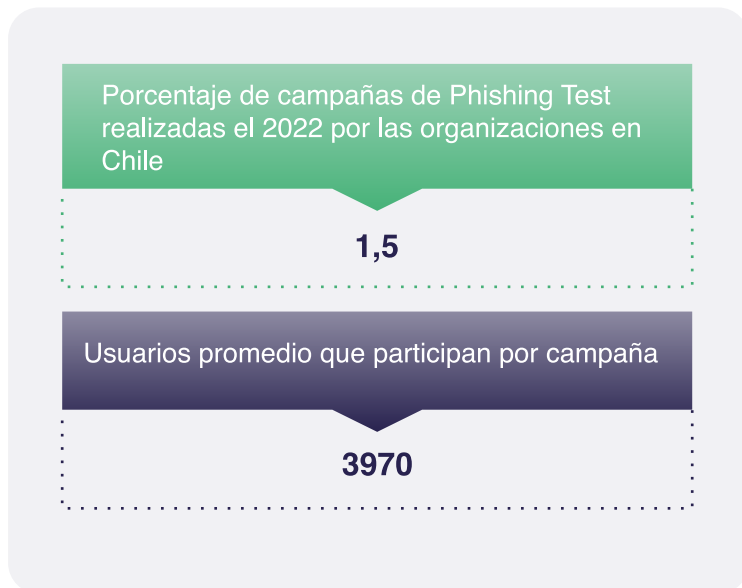 Porcentaje de campañas de Phishing Test
realizadas el 2022 por las organizaciones en
Chile
1,5
Usuarios promedio que participan por campaña
3970